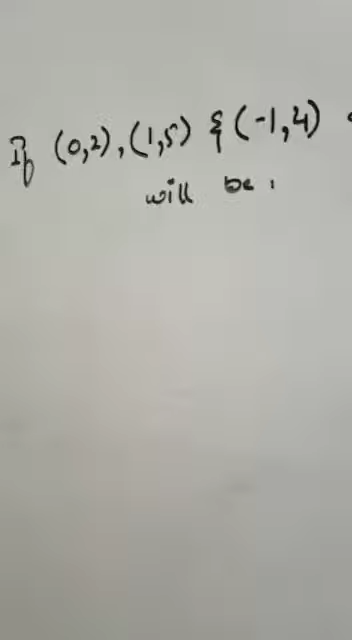 If (0,2), (1,5) & (-1,4)
will be :